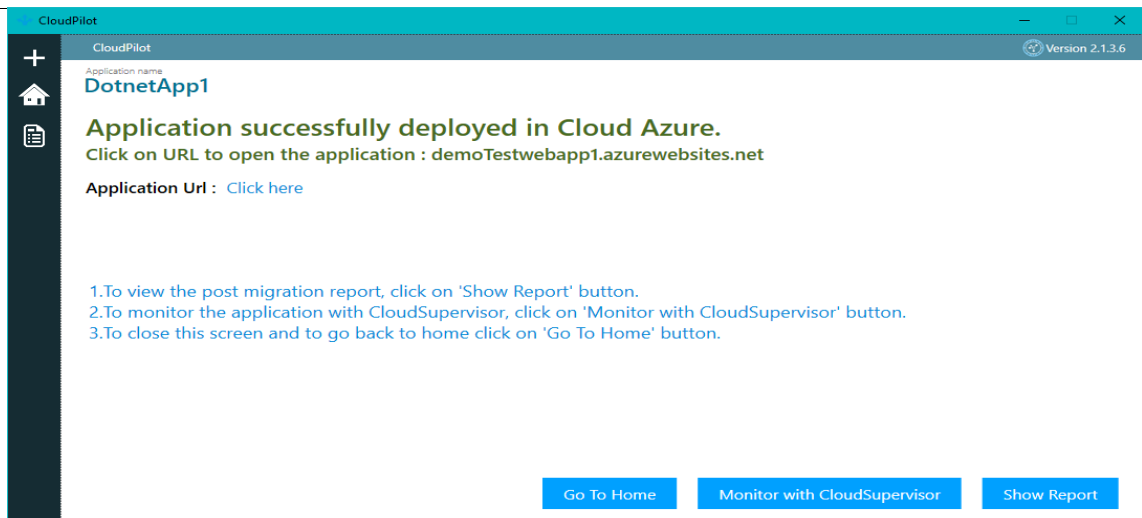 CloudPilot
CloudPilot
Version 2.1.3.6
Application name
DotnetApp1
Application successfully deployed in Cloud Azure.
Click on URL to open the application : demoTestwebapp1.azurewebsites.net
Application Url : Click here
1.To view the post migration report, click on 'Show Report' button.
2.To monitor the application with CloudSupervisor, click on 'Monitor with CloudSupervisor' button.
3.To close this screen and to go back to home click on 'Go To Home' button.
Go To Home
Monitor with CloudSupervisor
Show Report